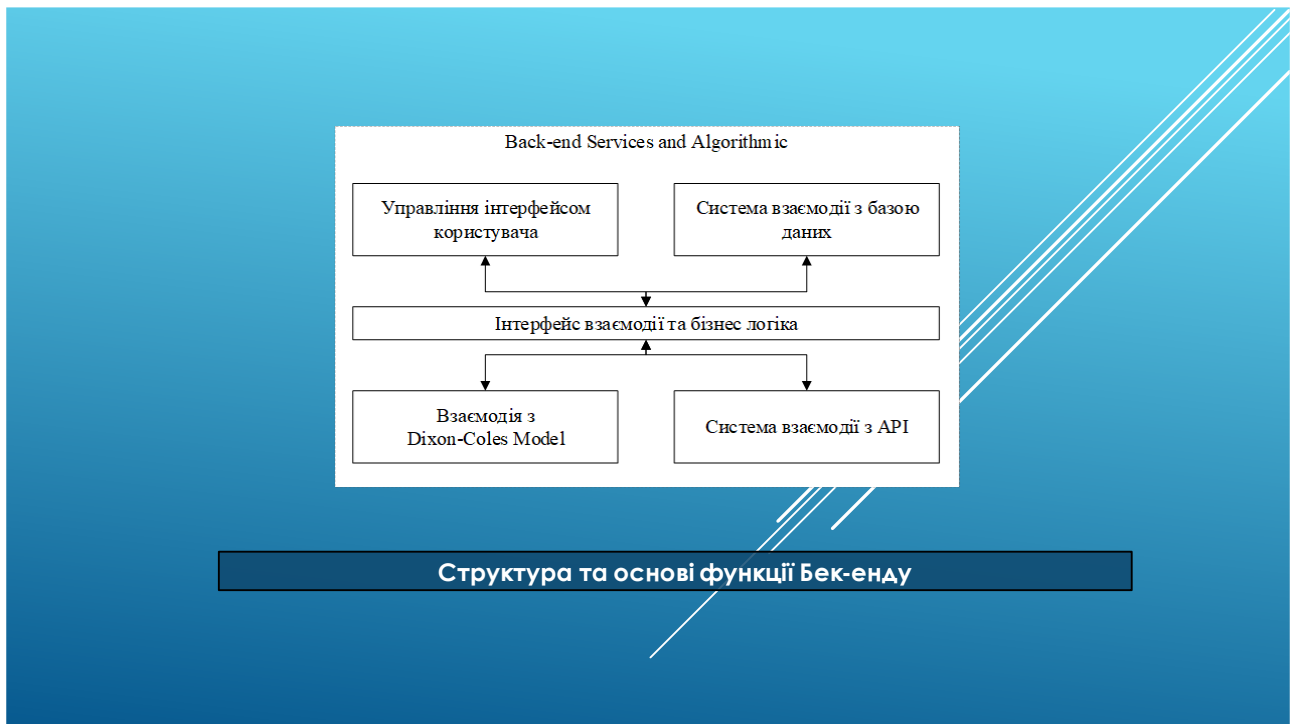 Back-end Services and Algorithmic
Управління інтерфейсом
користувача
Система взаємодії з базою
даних
Інтерфейс взаємодії та бізнес логіка
Взаємодія з
Dixon-Coles Model
Система взаємодії з API
Структура та основі функції Бек-енду